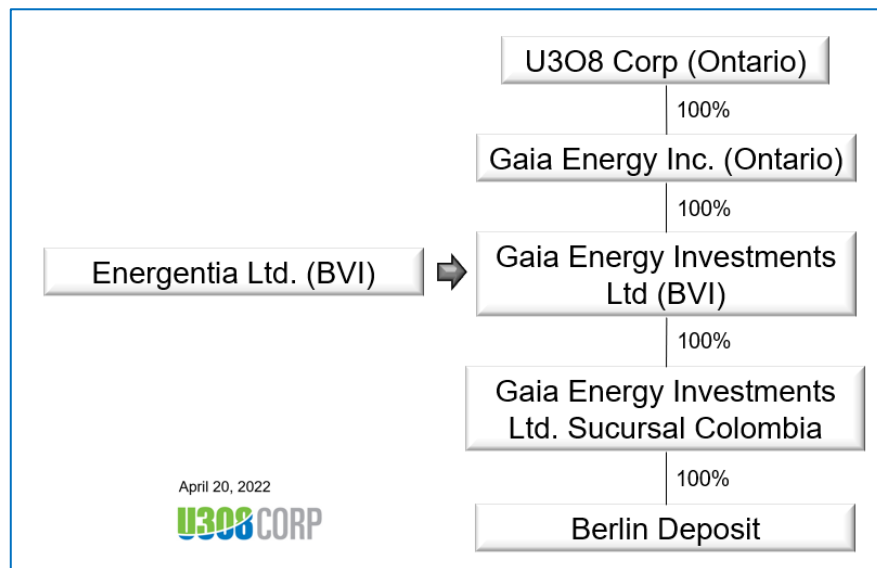 U3O8 Corp (Ontario)
100%
Gaia Energy Inc. (Ontario)
100%
Energentia Ltd. (BVI)
Gaia Energy Investments
Ltd (BVI)
100%
Gaia Energy Investments
Ltd. Sucursal Colombia
100%
Berlin Deposit
April 20, 2022
U3O8 CORP